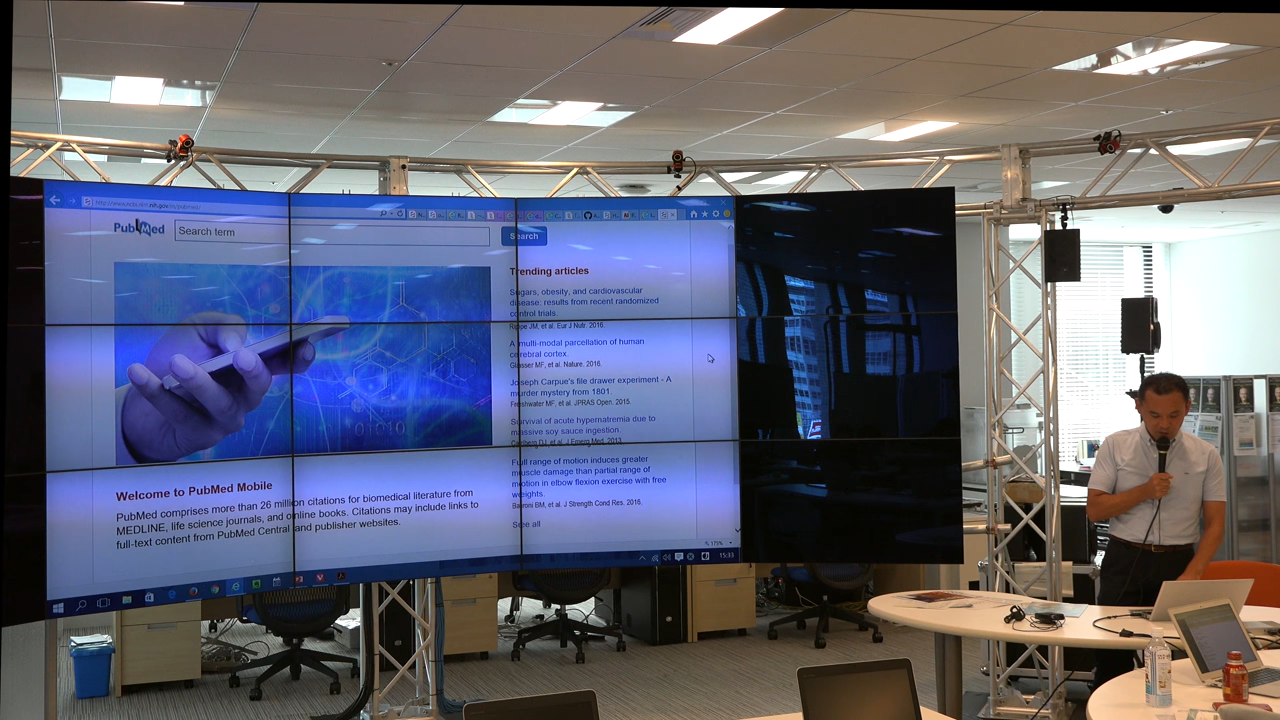 PubMed
Search term
Search
Trending articles
Sugars, obesity, and cardiovascular
disease: results from recent randomized
control trials.
Rippe JM, et al. Eur J Nutr. 2016.
A multi-modal parcellation of human
cerebral cortex
Glasser MF, et al. Nature. 2016.
Joseph Cinque's file drawer experiment - A
murder mystery from 1801.
Freshwater MF, et al. JPRAS Open. 2015.
Survival of acute hypernatremia due to
massive soy sauce ingestion.
Carlberg DJ, et al. J Emerg Med. 2013.
Full range of motion induces greater
muscle damage than partial range of
motion in elbow flexion exercise with free
weights.
Baroni BM, et al. J Strength Cond Res. 2016.
See all
Welcome to PubMed Mobile
PubMed comprises more than 26 million citations for biomedical literature from
MEDLINE, life science journals, and online books. Citations may include links to
full-text content from PubMed Central and publisher websites.
175%
15:33